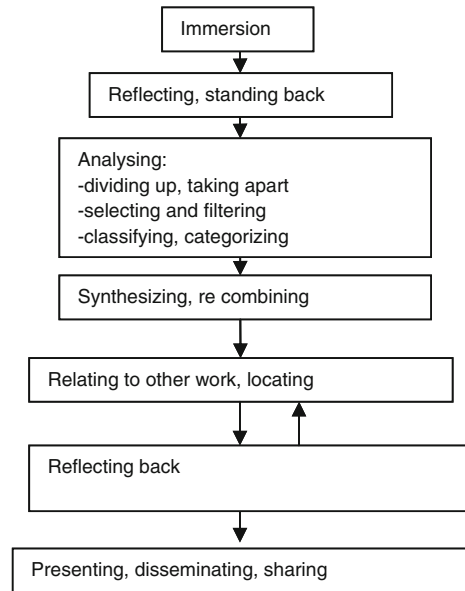 Immersion
Reflecting, standing back
Analysing:
-dividing up, taking apart
-selecting and filtering
-classifying, categorizing
Synthesizing, re combining
Relating to other work, locating
Reflecting back
Presenting, disseminating, sharing